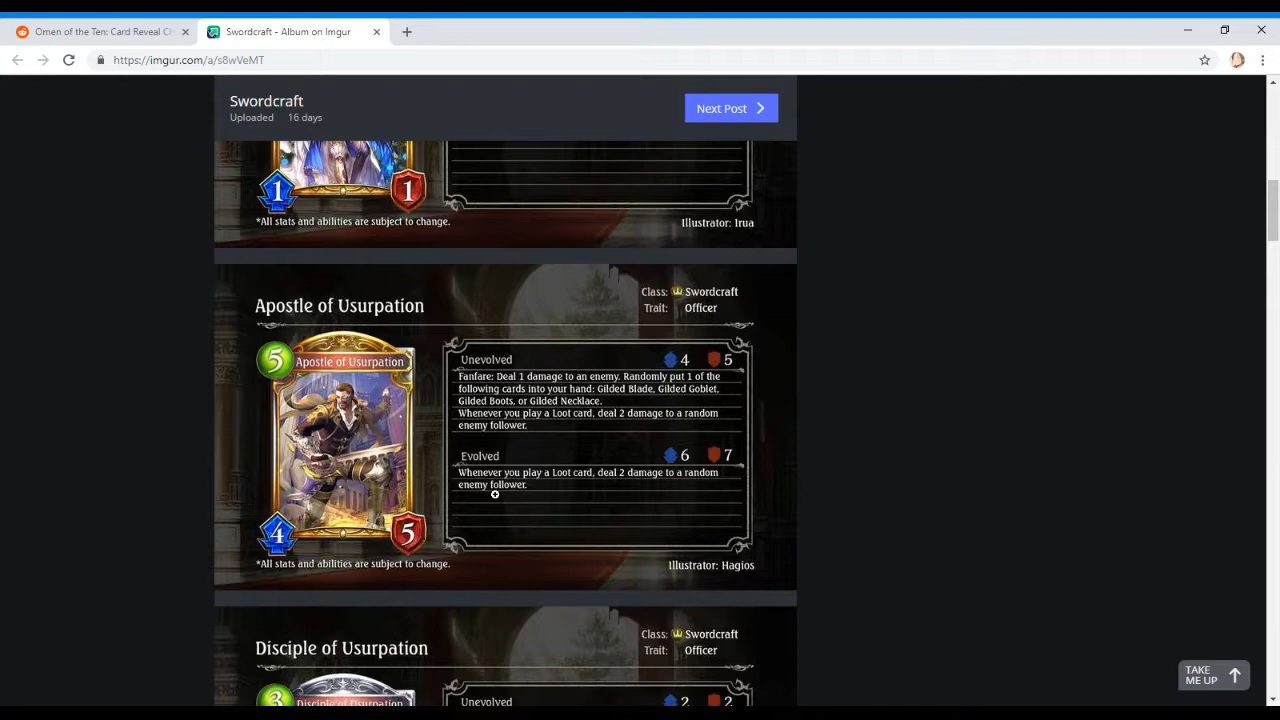 Omen of the Ten: Card Reveal C
Swordcraft - Album on Imgur
https://imgur.com/a/s8wVeMT
Swordcraft
Uploaded 16 days
Next Post
1 1
*All stats and abilities are subject to change.
Illustrator: Irua
Apostle of Usurpation
Class: Swordcraft
Trait: Officer
5
Apostle of Usurpation
4 5
Unevolved 4 5
Fanfare: Deal 1 damage to an enemy. Randomly put 1 of the
following cards into your hand: Gilded Blade, Gilded Goblet,
Gilded Boots, or Gilded Necklace.
Whenever you play a Loot card, deal 2 damage to a random
enemy follower.
Evolved 6 7
Whenever you play a Loot card, deal 2 damage to a random
enemy follower.
*All stats and abilities are subject to change.
Illustrator: Hagios
Disciple of Usurpation
Class: Swordcraft
Trait: Officer
3
Disciple of Usurpation
Unevolved 2 2
TAKE
ME UP